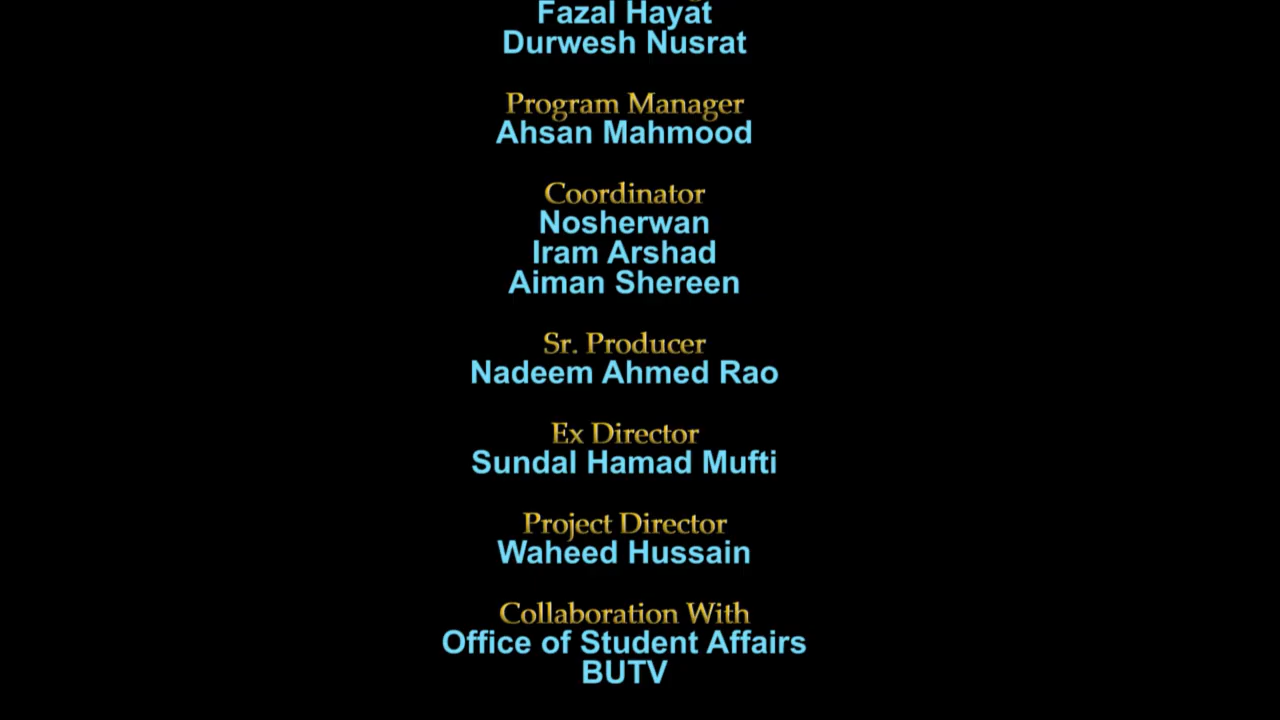 Fazal Hayat
Durwesh Nusrat
Program Manager
Ahsan Mahmood
Coordinator
Nosherwan
Iram Arshad
Aiman Shereen
Sr. Producer
Nadeem Ahmed Rao
Ex Director
Sundal Hamad Mufti
Project Director
Waheed Hussain
Collaboration With
Office of Student Affairs
BUTV